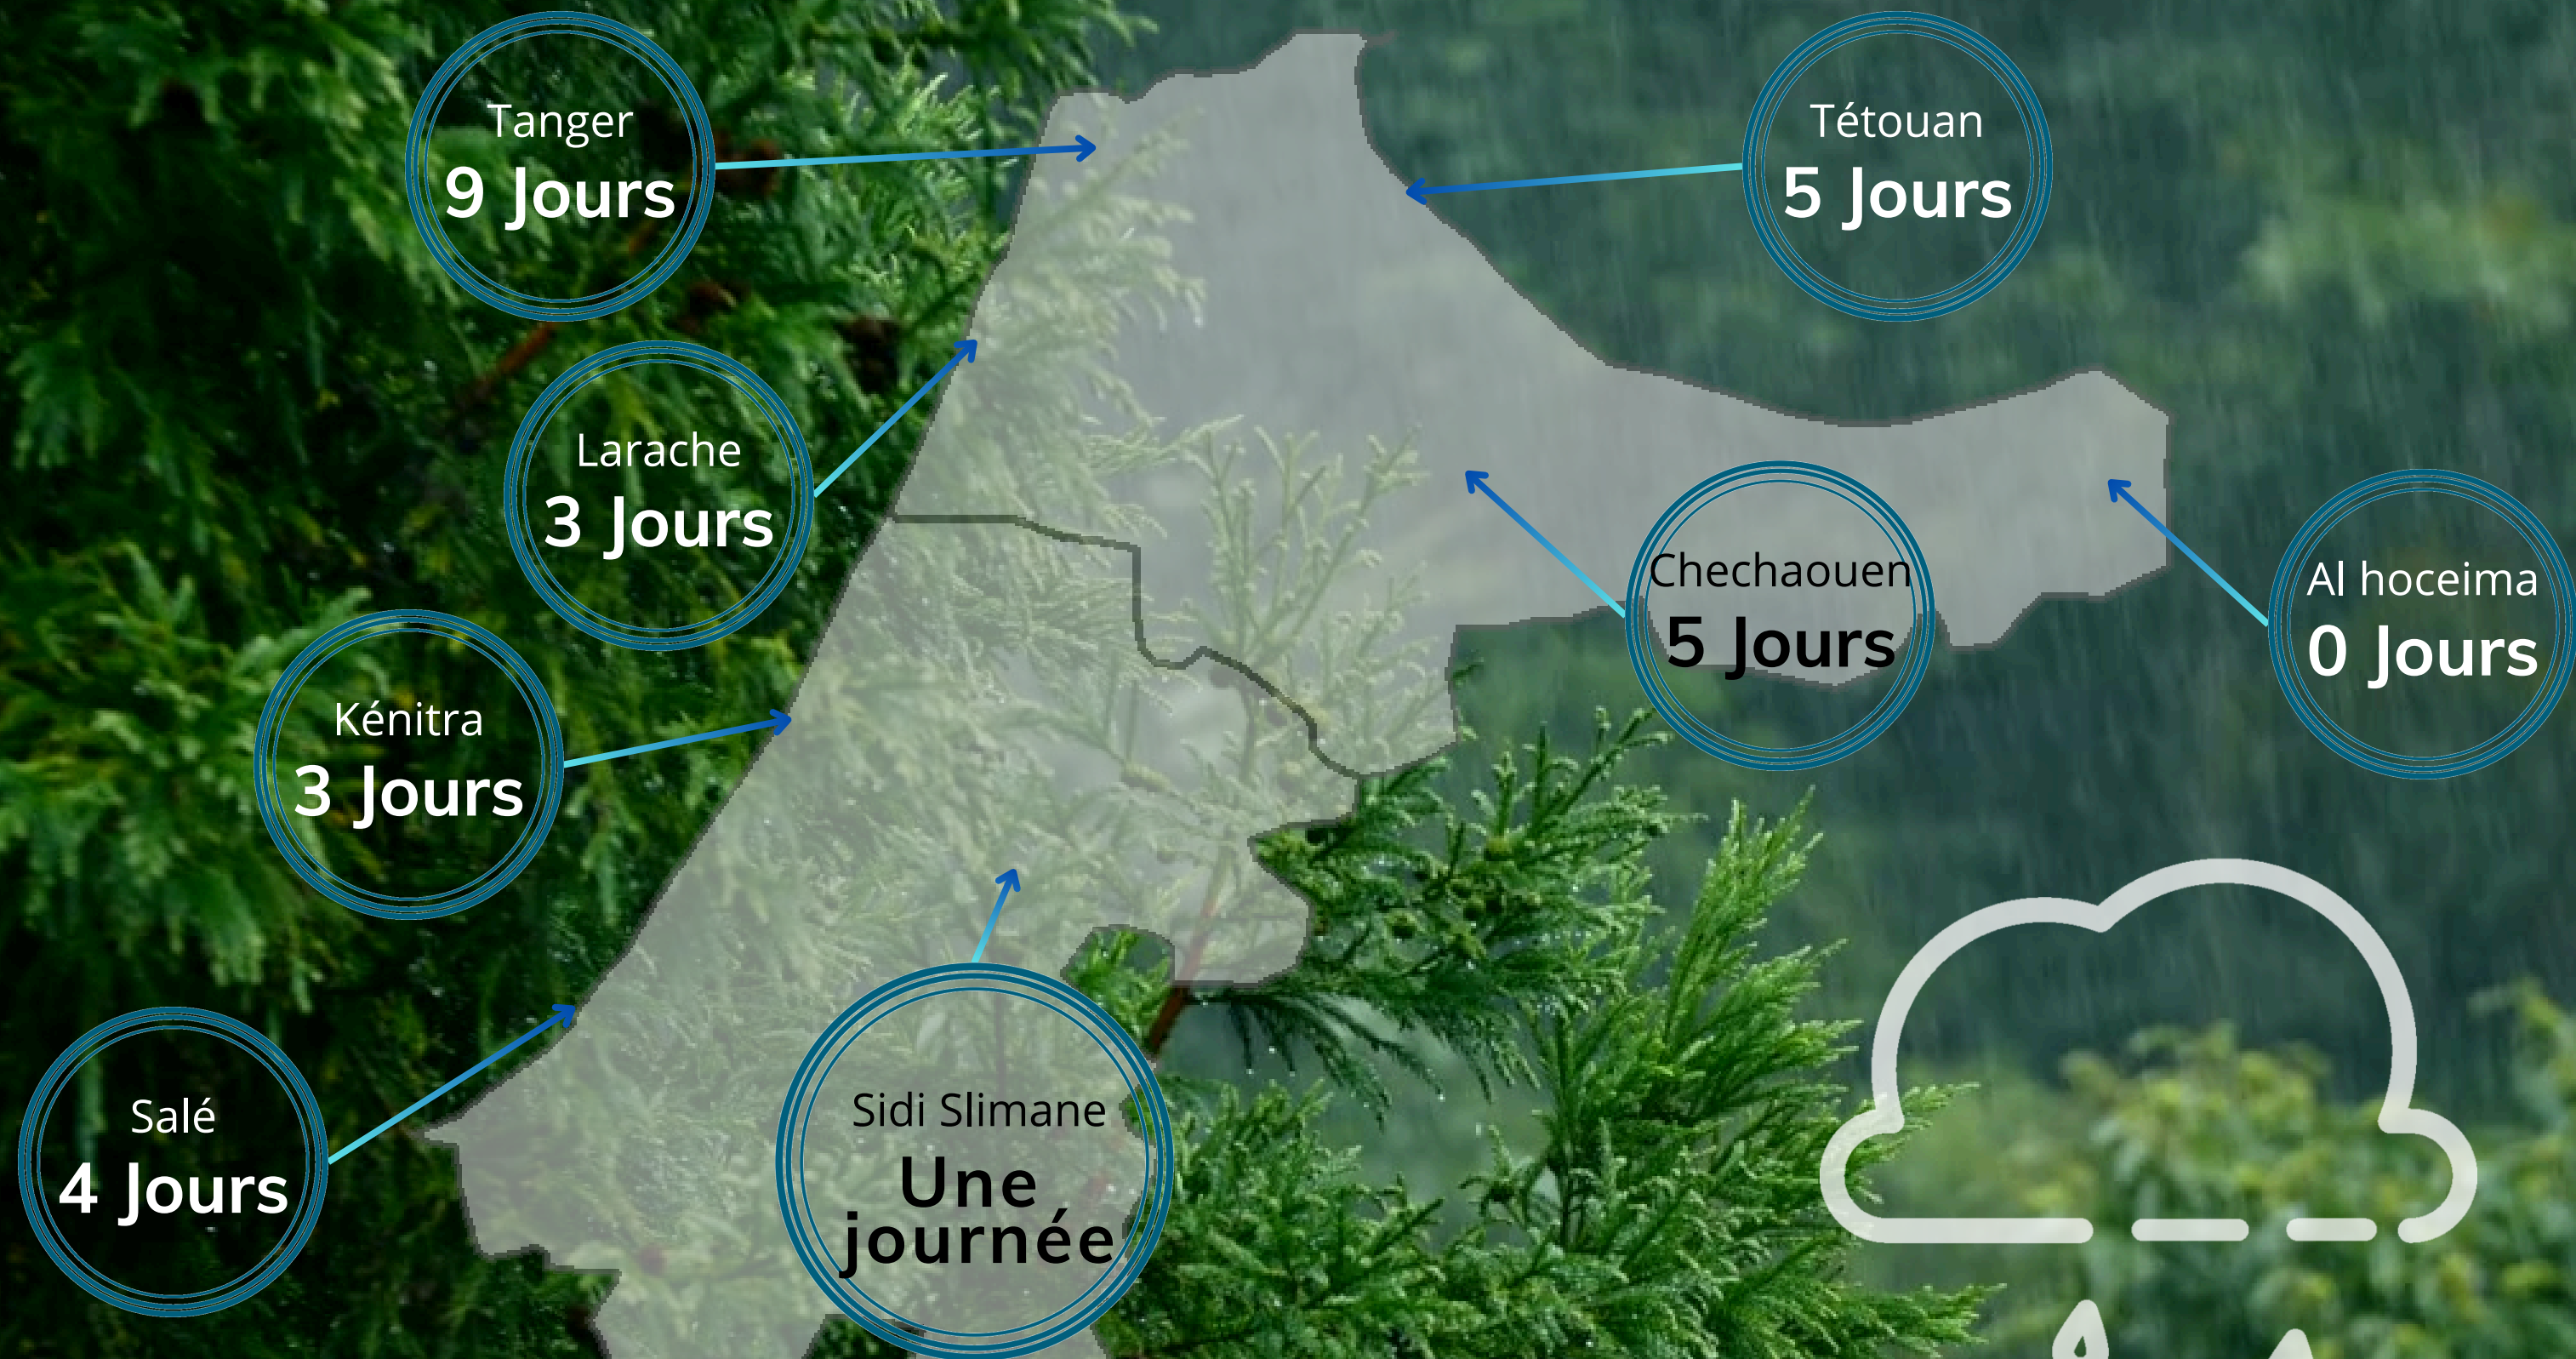 Tanger
9 Jours
Tétouan
5 Jours
Larache
3 Jours
Chechaouen
5 Jours
Al hoceima
0 Jours
Kénitra
3 Jours
Salé
4 Jours
Sidi Slimane
Une
journée